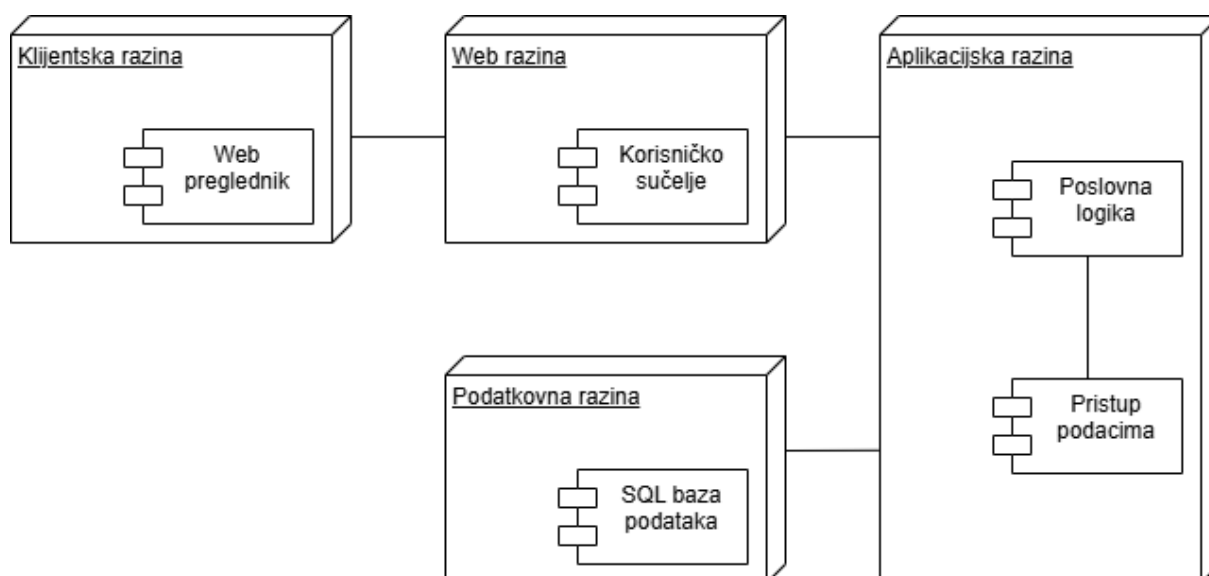 Klijentska razina
Web
preglednik
Web razina
Korisničko
sučelje
Aplikacijska razina
Poslovna
logika
Pristup
podacima
Podatkovna razina
SQL baza
podataka